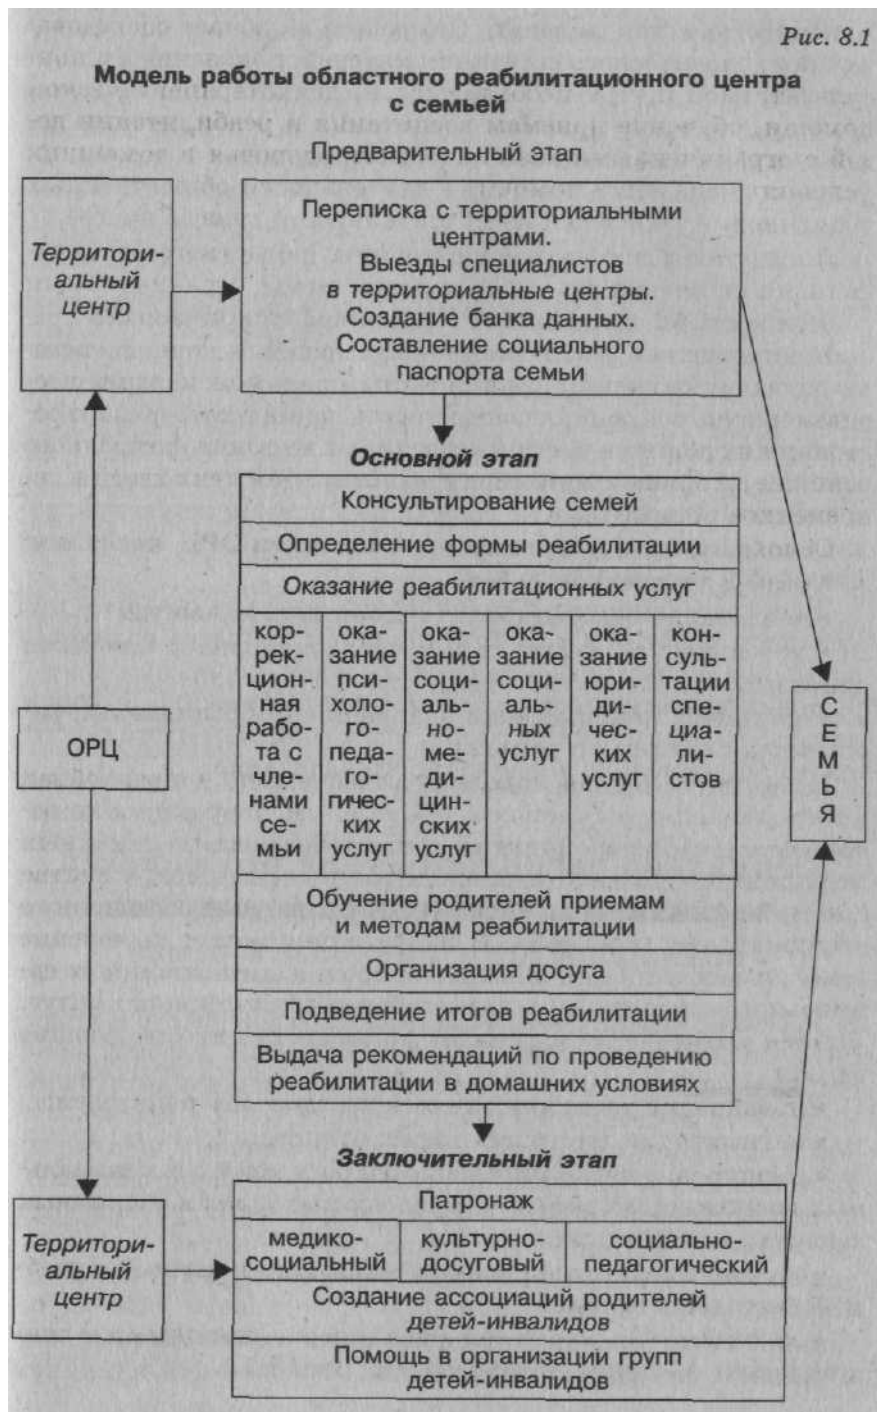 Рис. 8.1
Модель работы областного реабилитационного центра
с семьей
Предварительный этап
Территори-
альный
центр
Переписка с территориальными
центрами.
Выезды специалистов
в территориальные центры.
Создание банка данных.
Составление социального
паспорта семьи
Основной этап
Консультирование семей
Определение формы реабилитации
Оказание реабилитационных услуг
кор-
рек-
цион-
ная
рабо-
та с
чле-
нами
се-
мьи
ока-
зание
пси-
холо-
го-
педа-
го-
гичес-
ких
услуг
ока-
зание
соци-
аль-
но-
ме-
ди-
цин-
ских
услуг
ока-
зание
соци-
аль-
ных
услуг
ока-
зание
юри-
ди-
чес-
ких
услуг
кон-
суль-
тации
спе-
циа-
ли-
стов
ОРЦ
С
Е
М
Ь
Я
Обучение родителей приемам
и методам реабилитации
Организация досуга
Подведение итогов реабилитации
Выдача рекомендаций по проведению
реабилитации в домашних условиях
Заключительный этап
Территори-
альный
центр
Патронаж
медико-
социальный
культурно-
досуговый
социально-
педагогический
Создание ассоциаций родителей
детей-инвалидов
Помощь в организации групп
детей-инвалидов